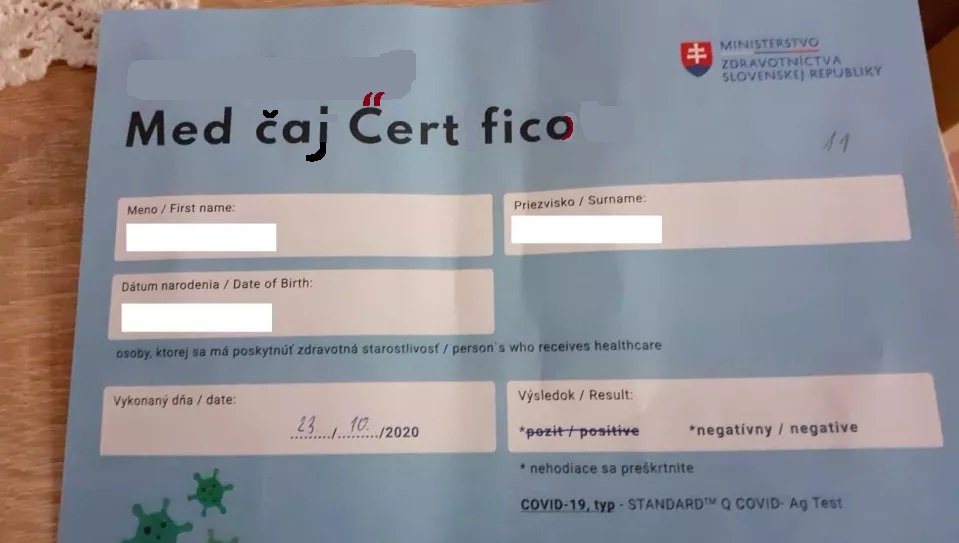 MINISTERSTVO
ZDRAVOTNÍCTVA
SLOVENSKEJ REPUBLIKY
Med čaj Čert fico
11
Meno / First name:
Priezvisko / Surname:
Dátum narodenia / Date of Birth:
osoby, ktorej sa má poskytnúť zdravotná starostlivosť / person´s who receives healthcare
Vykonaný dňa / date:
23. / 10. /2020
Výsledok / Result:
*pozit / positive *negatívny / negative
* nehodiace sa preškrtnite
COVID-19, typ - STANDARD™ Q COVID- Ag Test